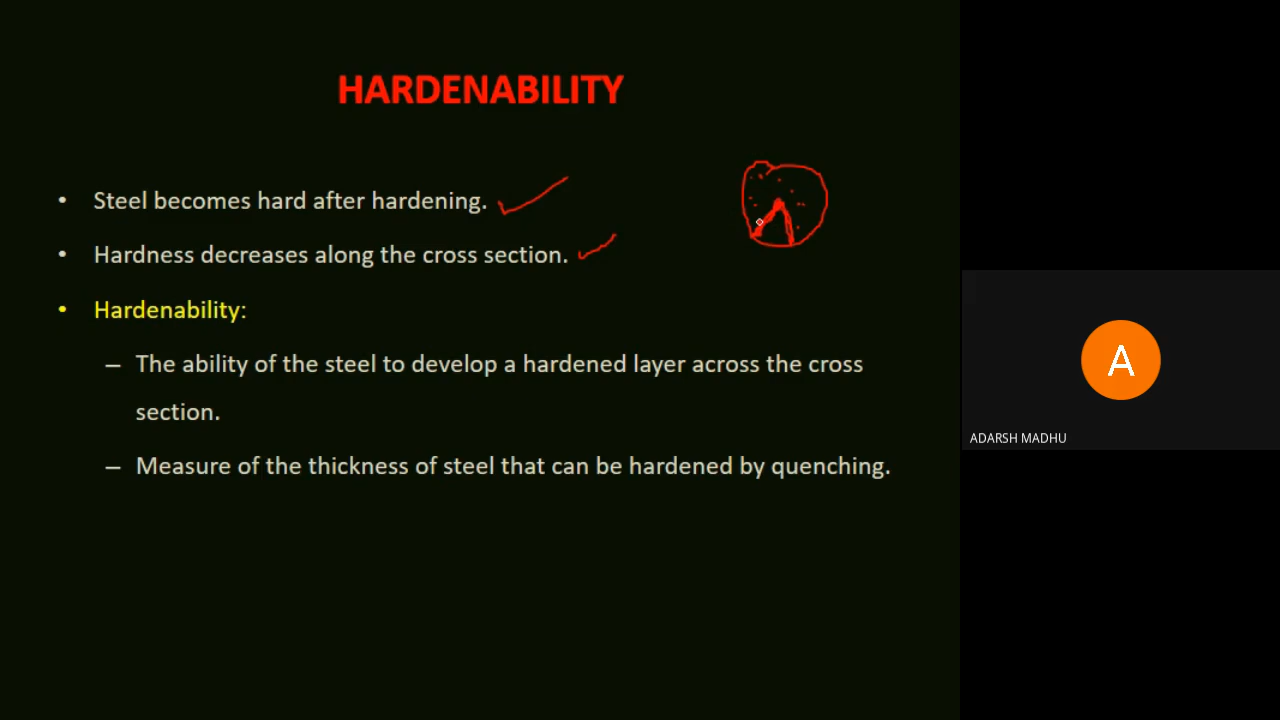 HARDENABILITY
• Steel becomes hard after hardening.
• Hardness decreases along the cross section.
• Hardenability:
– The ability of the steel to develop a hardened layer across the cross
section.
– Measure of the thickness of steel that can be hardened by quenching.
A
ADARSH MADHU